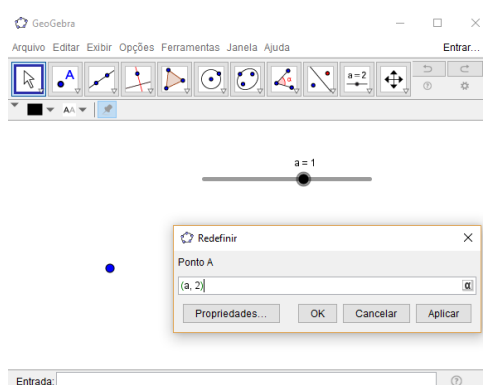 GeoGebra
Arquivo Editar Exibir Opções Ferramentas Janela Ajuda Entrar...
A α a=2
AA
a = 1
Redefinir
Ponto A
(a, 2) α
Propriedades... OK Cancelar Aplicar
Entrada: